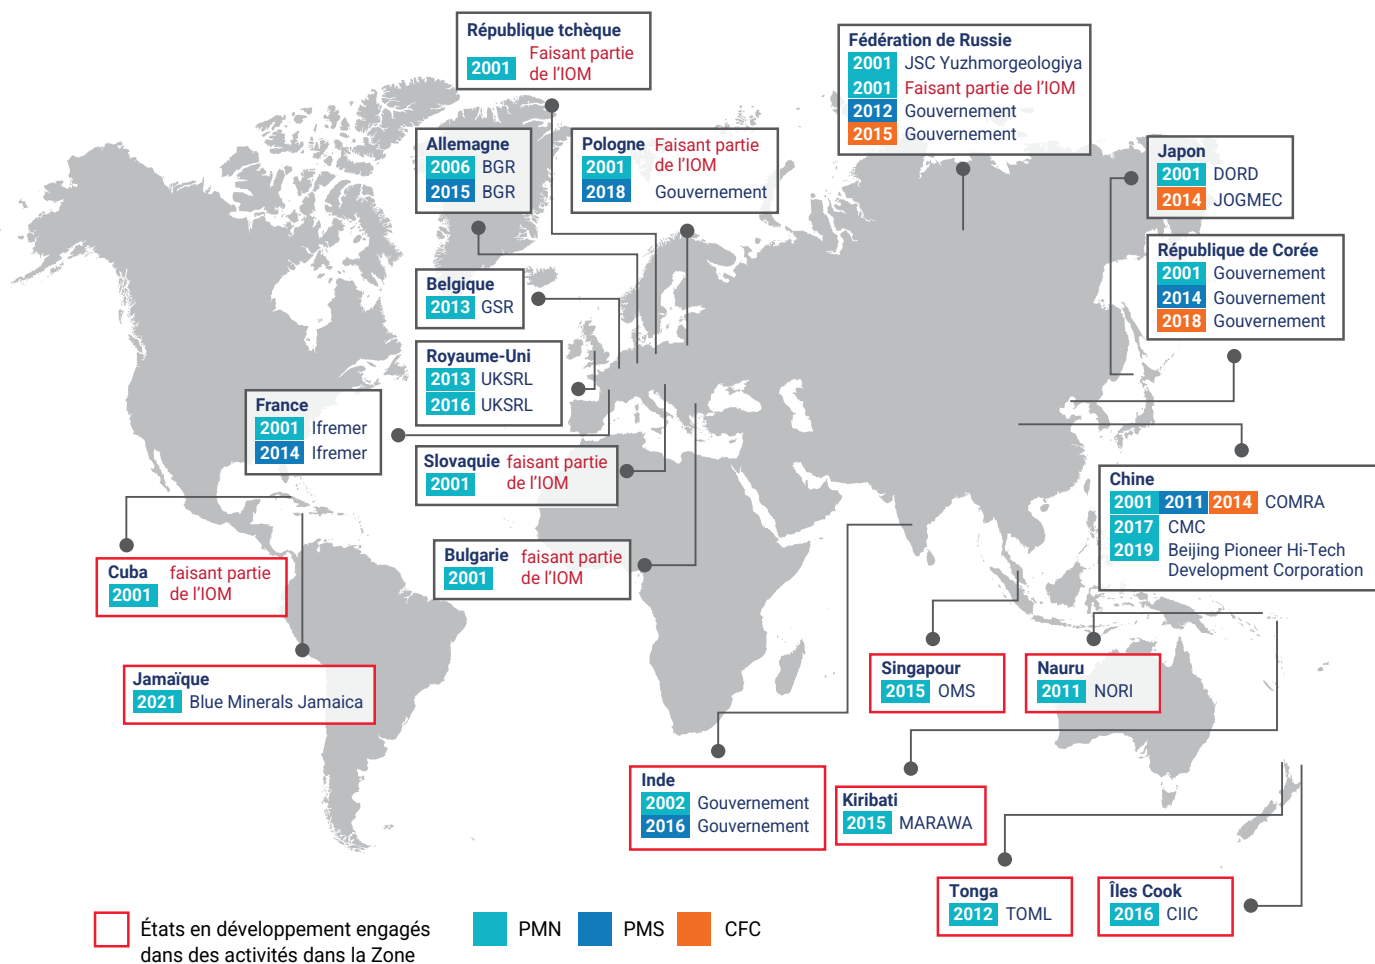 République tchèque
2001 Faisant partie
de l'IOM
Fédération de Russie
2001 JSC Yuzhmorgeologiya
2001 Faisant partie de l'IOM
2012 Gouvernement
2015 Gouvernement
Allemagne
2006 BGR
2015 BGR
Pologne Faisant partie
2001 de l'IOM
2018 Gouvernement
Japon
2001 DORD
2014 JOGMEC
République de Corée
2001 Gouvernement
2014 Gouvernement
2018 Gouvernement
Belgique
2013 GSR
Royaume-Uni
2013 UKSRL
2016 UKSRL
France
2001 Ifremer
2014 Ifremer
Slovaquie faisant partie
2001 de l'IOM
Chine
2001 2011 2014 COMRA
2017 CMC
2019 Beijing Pioneer Hi-Tech
Development Corporation
Bulgarie faisant partie
2001 de l'IOM
Cuba faisant partie
2001 de l'IOM
Jamaïque
2021 Blue Minerals Jamaica
Singapour
2015 OMS
Nauru
2011 NORI
Inde
2002 Gouvernement
2016 Gouvernement
Kiribati
2015 MARAWA
Tonga
2012 TOML
Îles Cook
2016 CIIC
États en développement engagés
dans des activités dans la Zone
PMN PMS CFC